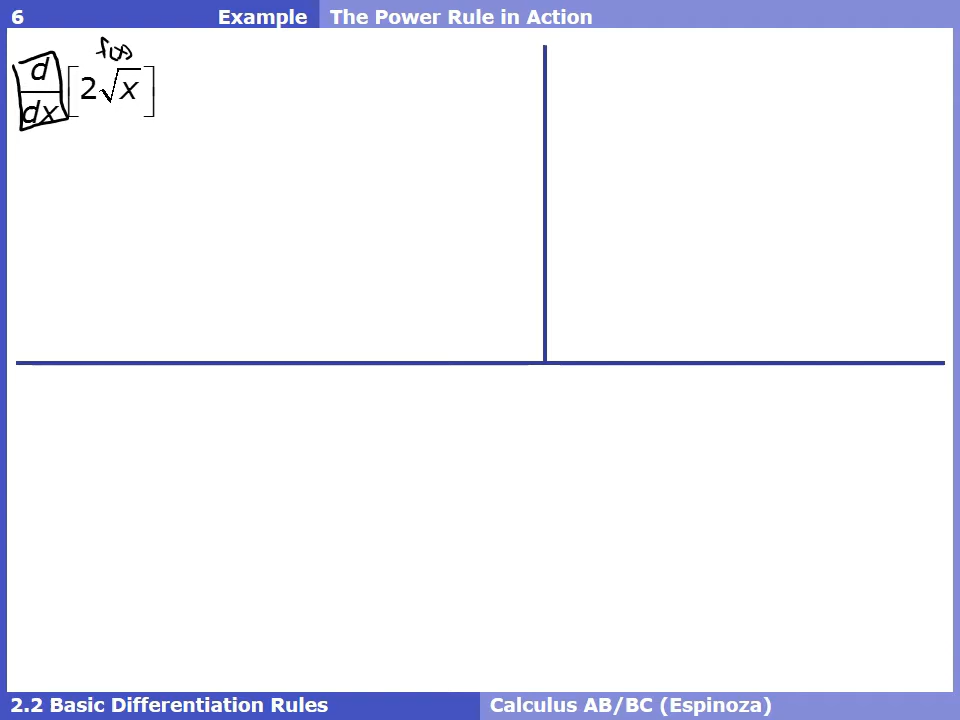 6 Example The Power Rule in Action
f(x)
d/dx [2√x]
2.2 Basic Differentiation Rules Calculus AB/BC (Espinoza)